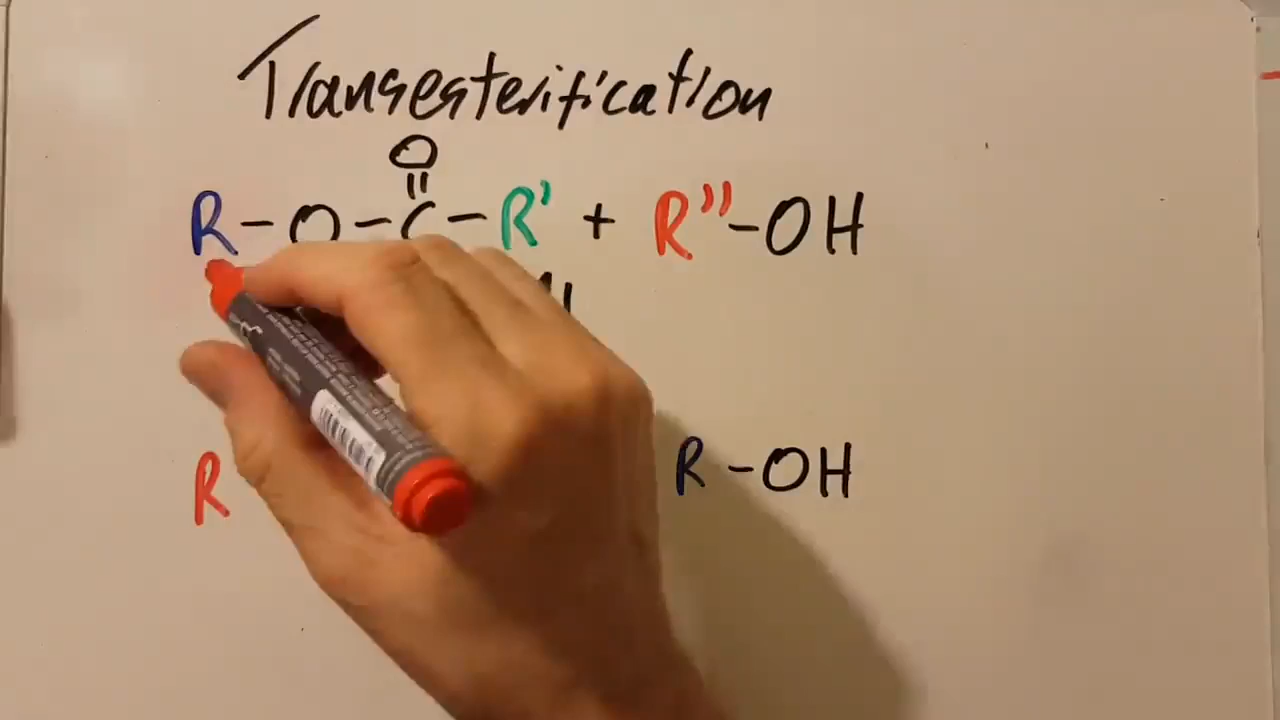 Transesterification
O
R-O-C-R' + R''-OH
R R-OH